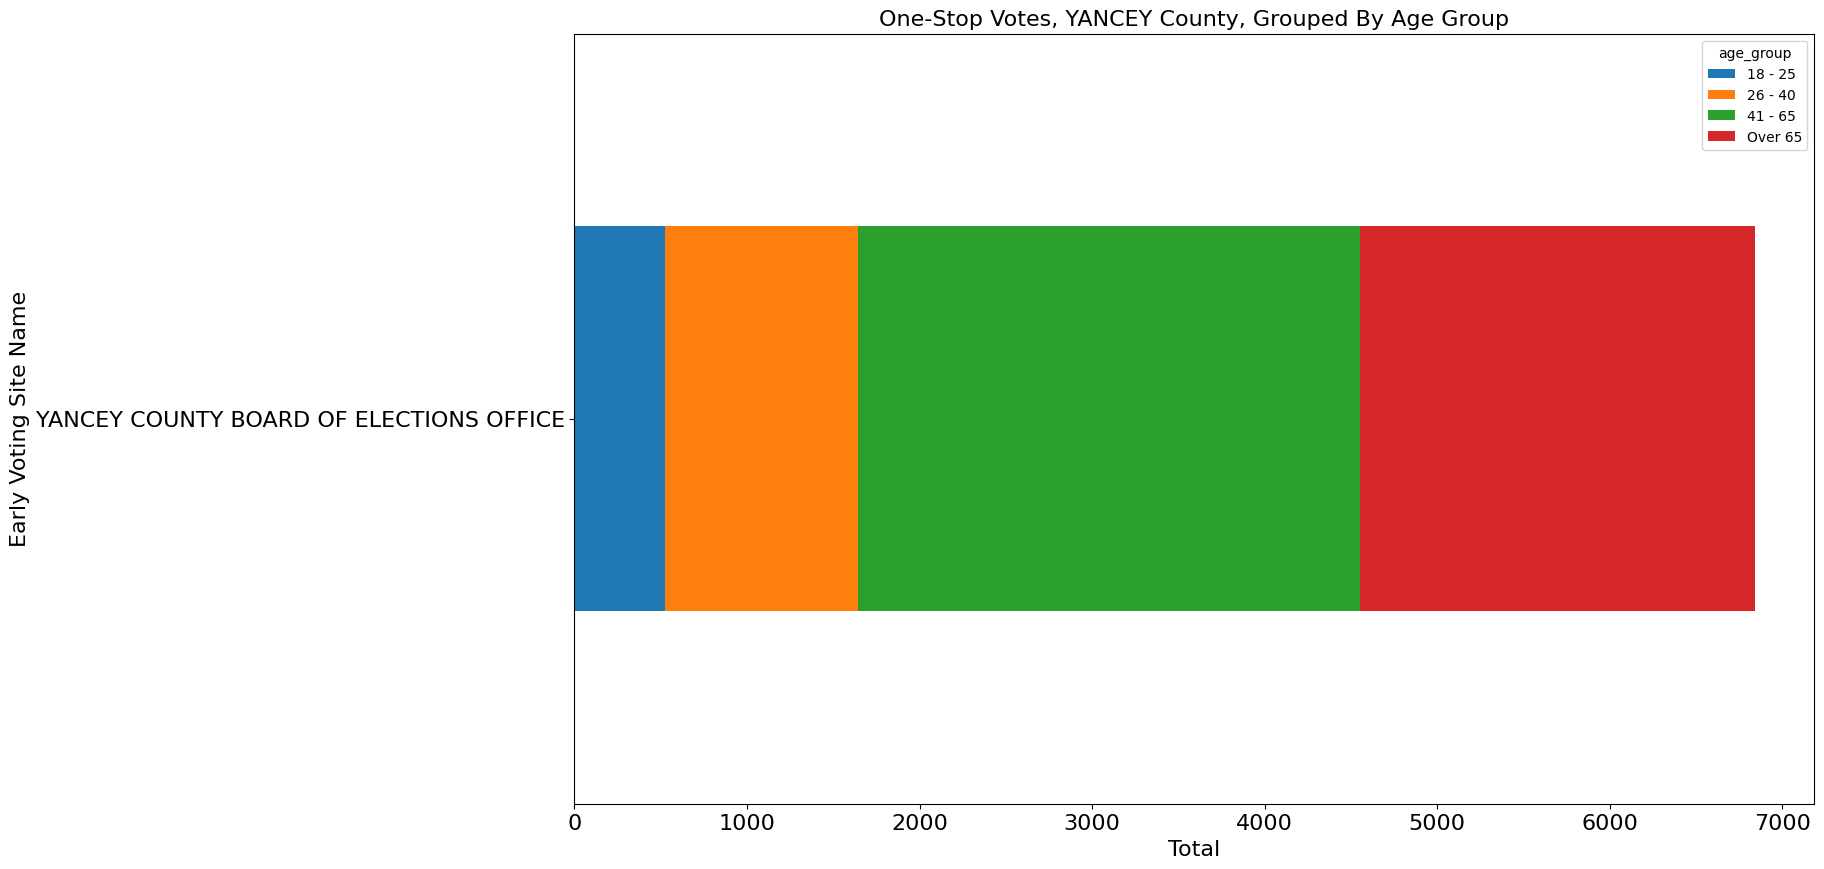 One-Stop Votes, YANCEY County, Grouped By Age Group
age_group
18 - 25
26 - 40
41 - 65
Over 65
Early Voting Site Name
YANCEY COUNTY BOARD OF ELECTIONS OFFICE
0 1000 2000 3000 4000 5000 6000 7000
Total